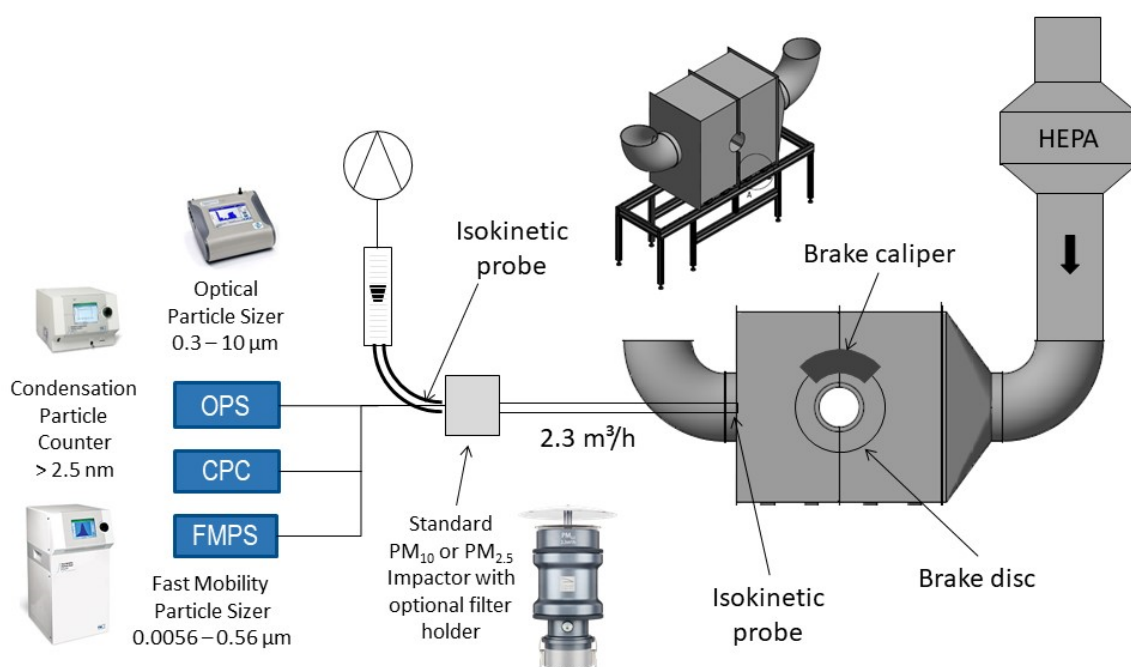 HEPA
Isokinetic
probe
Brake caliper
Optical
Particle Sizer
0.3 – 10 µm
A
Condensation
Particle
Counter
> 2.5 nm
OPS
CPC
FMPS
2.3 m³/h
Standard
PM₁₀ or PM₂.₅
Impactor with
optional filter
holder
PM₁₀
Isokinetic
probe
Brake disc
Fast Mobility
Particle Sizer
0.0056 – 0.56 µm